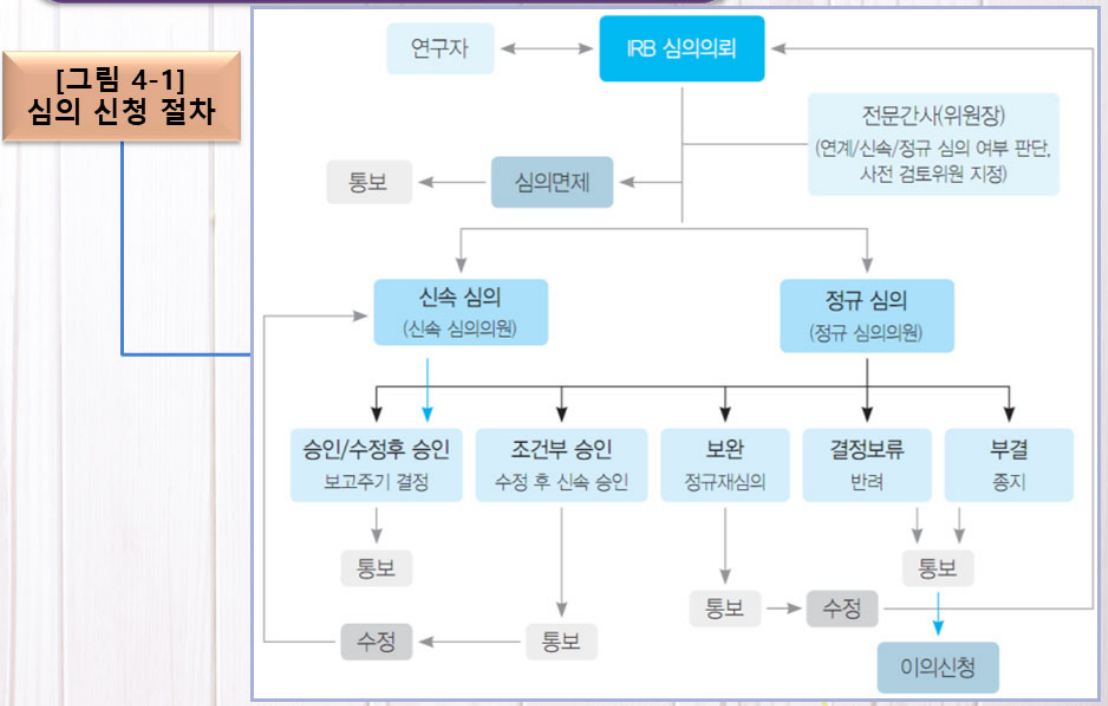 [그림 4-1]
심의 신청 절차
연구자
IRB 심의의뢰
전문간사(위원장)
(연계/신속/정규 심의 여부 판단,
사전 검토위원 지정)
통보
심의면제
신속 심의
(신속 심의의원)
정규 심의
(정규 심의의원)
승인/수정후 승인
보고주기 결정
조건부 승인
수정 후 신속 승인
보완
정규재심의
결정보류
반려
부결
종지
통보
통보
통보
수정
수정
통보
이의신청